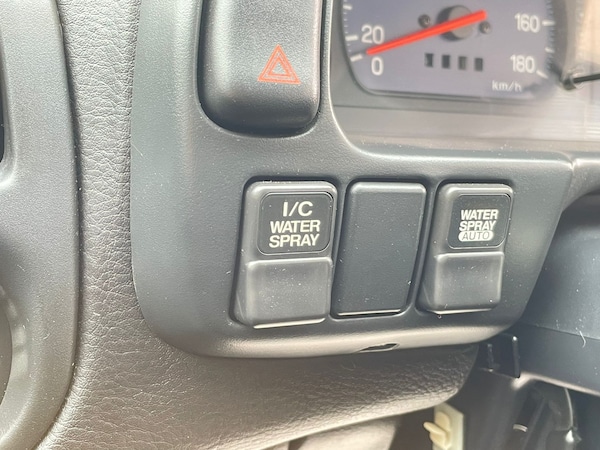 20
0
160
180
km/h
I/C
WATER
SPRAY
WATER
SPRAY
AUTO